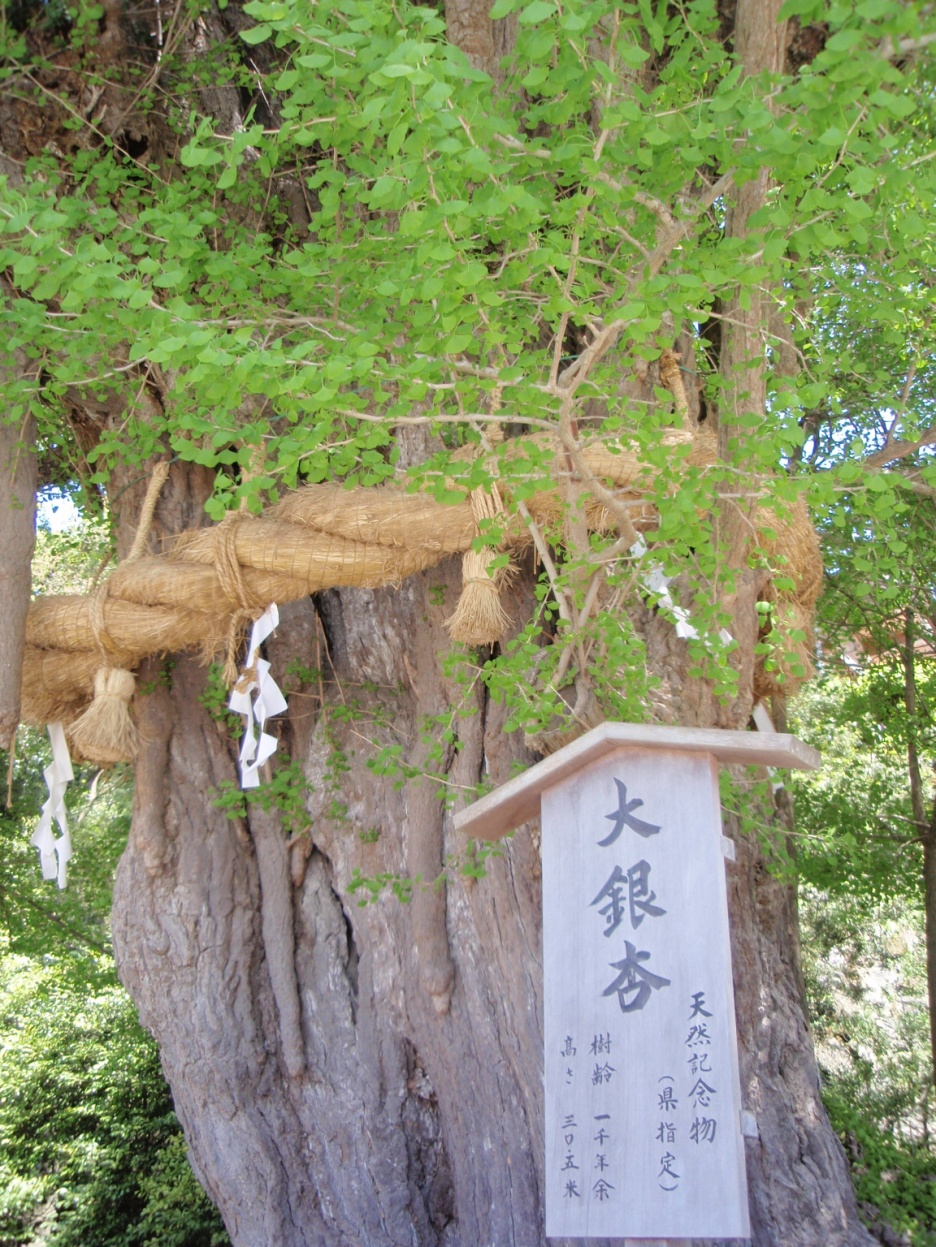 天然記念物
(県指定)
大銀杏
樹齢 一千年余
高さ 三〇・五米